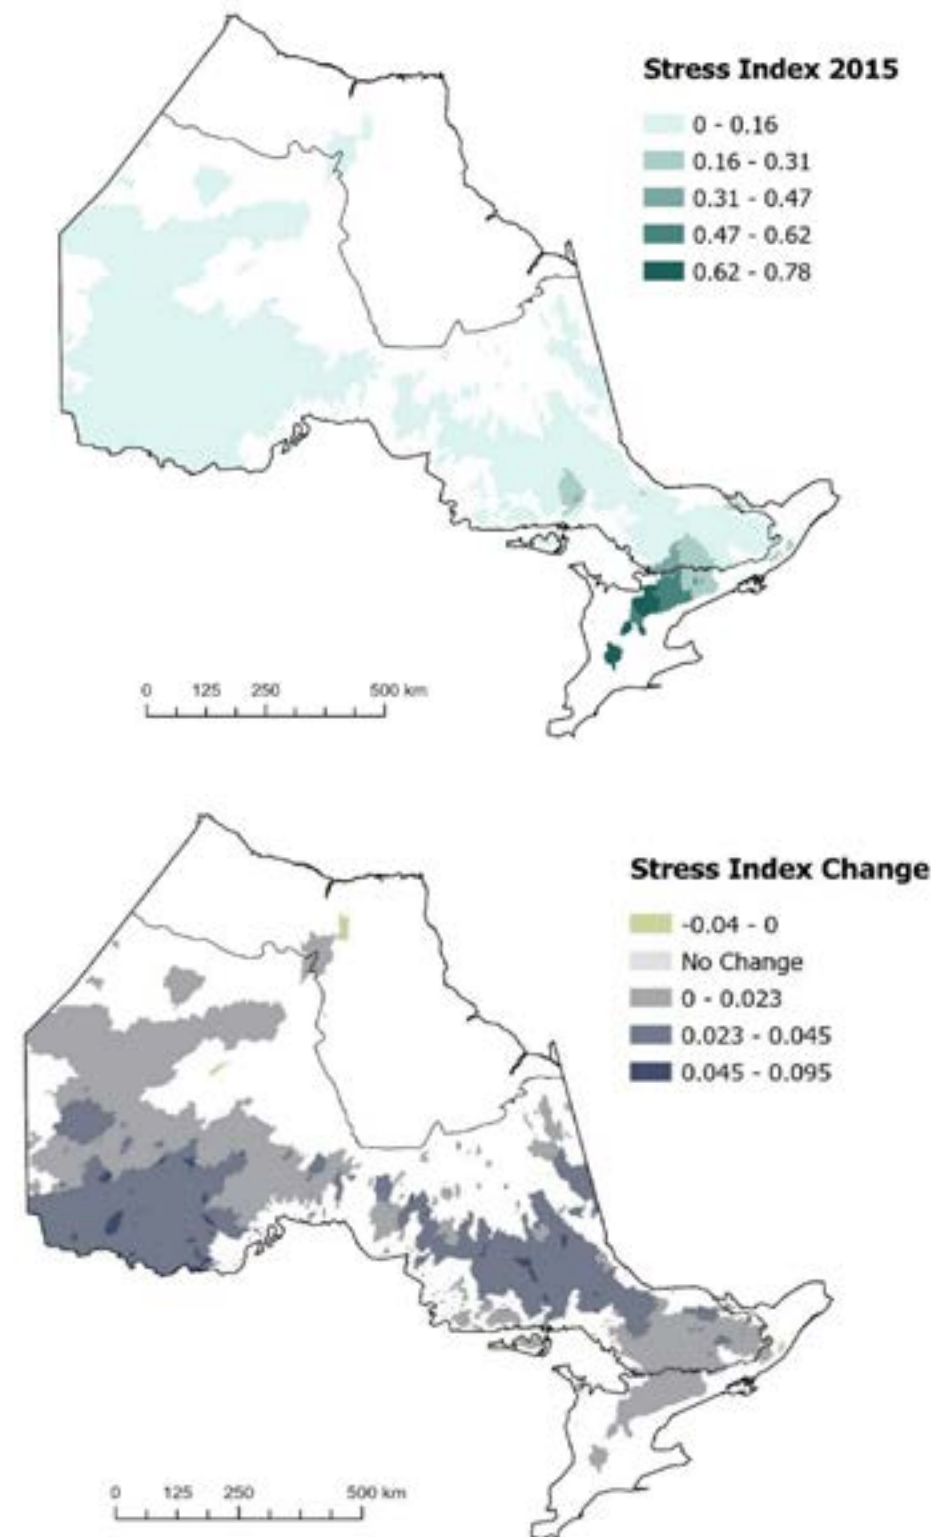 Stress Index 2015
0 - 0.16
0.16 - 0.31
0.31 - 0.47
0.47 - 0.62
0.62 - 0.78
0 125 250 500 km
Stress Index Change
-0.04 - 0
No Change
0 - 0.023
0.023 - 0.045
0.045 - 0.095
0 125 250 500 km